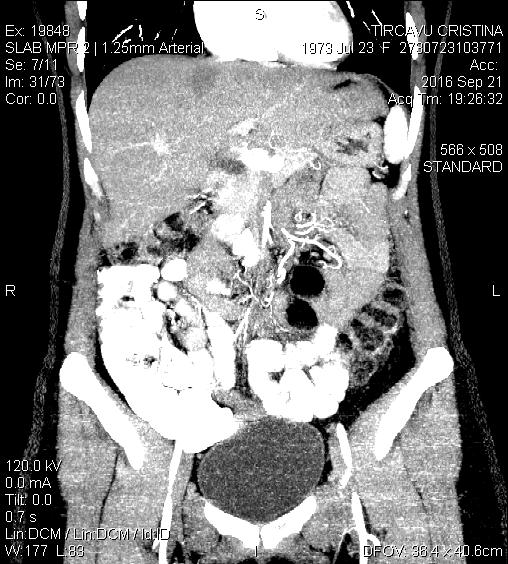 S
Ex: 19848
SLAB MPR 2 | 1.25mm Arterial
Se: 7/11
Im: 31/73
Cor: 0.0
TIRCAVU CRISTINA
1973 Jul 23 F 2730723103771
Acc:
2016 Sep 21
Acq Tm: 19:26:32
566 x 508
STANDARD
R
L
120.0 kV
0.0 mA
Tilt: 0.0
0.7 s
Lin:DCM / Lin:DCM / Id:ID
W:177 L:83
I
DFOV: 36.4 x 40.6cm